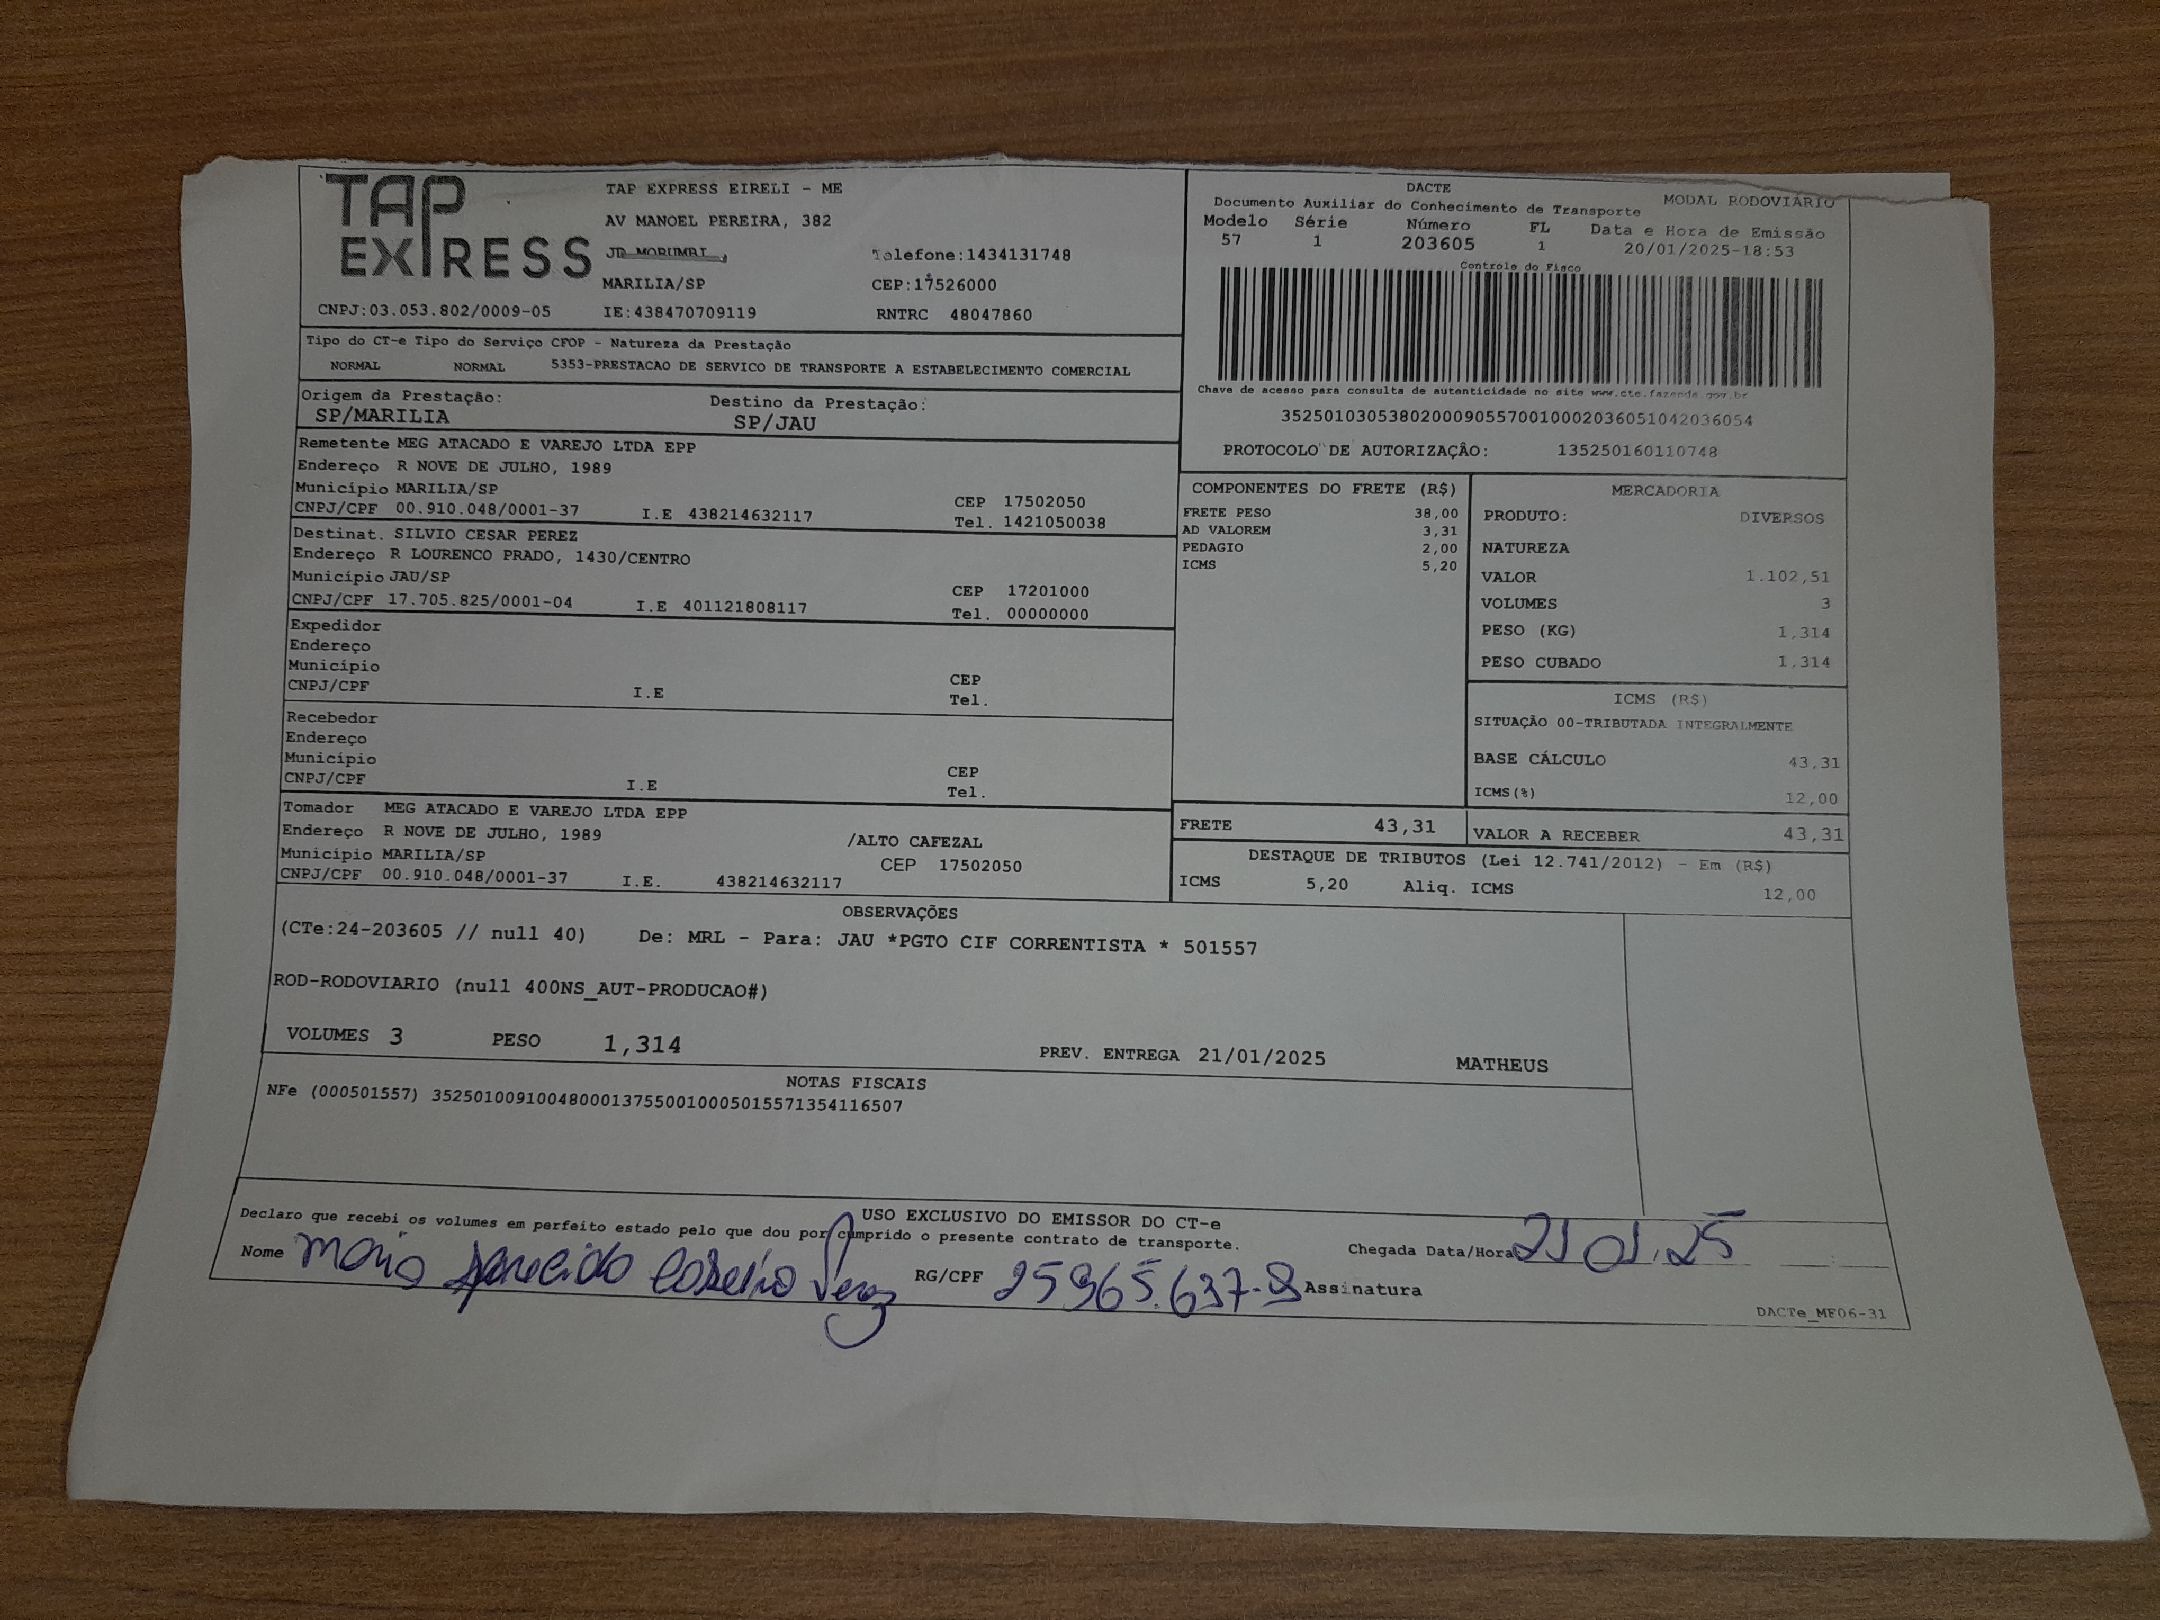 TAP
EXPRESS
TAP EXPRESS EIRELI - ME
AV MANOEL PEREIRA, 382
JD MORUMBI , Telefone:1434131748
MARILIA/SP CEP:17526000
CNPJ:03.053.802/0009-05 IE:438470709119 RNTRC 48047860
DACTE MODAL RODOVIÁRIO
Documento Auxiliar do Conhecimento de Transporte
Modelo Série Número FL Data e Hora de Emissão
57 1 203605 1 20/01/2025-18:53
Controle do Fisco
Chave de acesso para consulta de autenticidade no site www.cte.fazenda.gov.br
35250103053802000905570010002036051042036054
PROTOCOLO DE AUTORIZAÇÂO: 135250160110748
Tipo do CT-e Tipo do Serviço CFOP - Natureza da Prestação
NORMAL NORMAL 5353-PRESTACAO DE SERVICO DE TRANSPORTE A ESTABELECIMENTO COMERCIAL
Origem da Prestação: Destino da Prestação:
SP/MARILIA SP/JAU
Remetente MEG ATACADO E VAREJO LTDA EPP
Endereço R NOVE DE JULHO, 1989
Município MARILIA/SP CEP 17502050
CNPJ/CPF 00.910.048/0001-37 I.E 438214632117 Tel. 1421050038
Destinat. SILVIO CESAR PEREZ
Endereço R LOURENCO PRADO, 1430/CENTRO
Município JAU/SP CEP 17201000
CNPJ/CPF 17.705.825/0001-04 I.E 401121808117 Tel. 00000000
Expedidor
Endereço
Município CEP
CNPJ/CPF I.E Tel.
Recebedor
Endereço
Município CEP
CNPJ/CPF I.E Tel.
Tomador MEG ATACADO E VAREJO LTDA EPP
Endereço R NOVE DE JULHO, 1989 /ALTO CAFEZAL
Município MARILIA/SP CEP 17502050
CNPJ/CPF 00.910.048/0001-37 I.E. 438214632117
COMPONENTES DO FRETE (R$)
FRETE PESO 38,00
AD VALOREM 3,31
PEDAGIO 2,00
ICMS 5,20
MERCADORIA
PRODUTO: DIVERSOS
NATUREZA
VALOR 1.102,51
VOLUMES 3
PESO (KG) 1,314
PESO CUBADO 1,314
ICMS (R$)
SITUAÇÃO 00-TRIBUTADA INTEGRALMENTE
BASE CÁLCULO 43,31
ICMS(%) 12,00
FRETE 43,31 VALOR A RECEBER 43,31
DESTAQUE DE TRIBUTOS (Lei 12.741/2012) - Em (R$)
ICMS 5,20 Aliq. ICMS 12,00
OBSERVAÇÕES
(CTe:24-203605 // null 40) De: MRL - Para: JAU *PGTO CIF CORRENTISTA * 501557
ROD-RODOVIARIO (null 400NS_AUT-PRODUCAO#)
VOLUMES 3 PESO 1,314 PREV. ENTREGA 21/01/2025 MATHEUS
NOTAS FISCAIS
NFe (000501557) 35250100910048000137550010005015571354116507
USO EXCLUSIVO DO EMISSOR DO CT-e
Declaro que recebi os volumes em perfeito estado pelo que dou por cumprido o presente contrato de transporte.
Nome Maria Aparecida Perez RG/CPF 25965.637-8 Assinatura
Chegada Data/Hora 21 01.25
DACTe_MF06-31